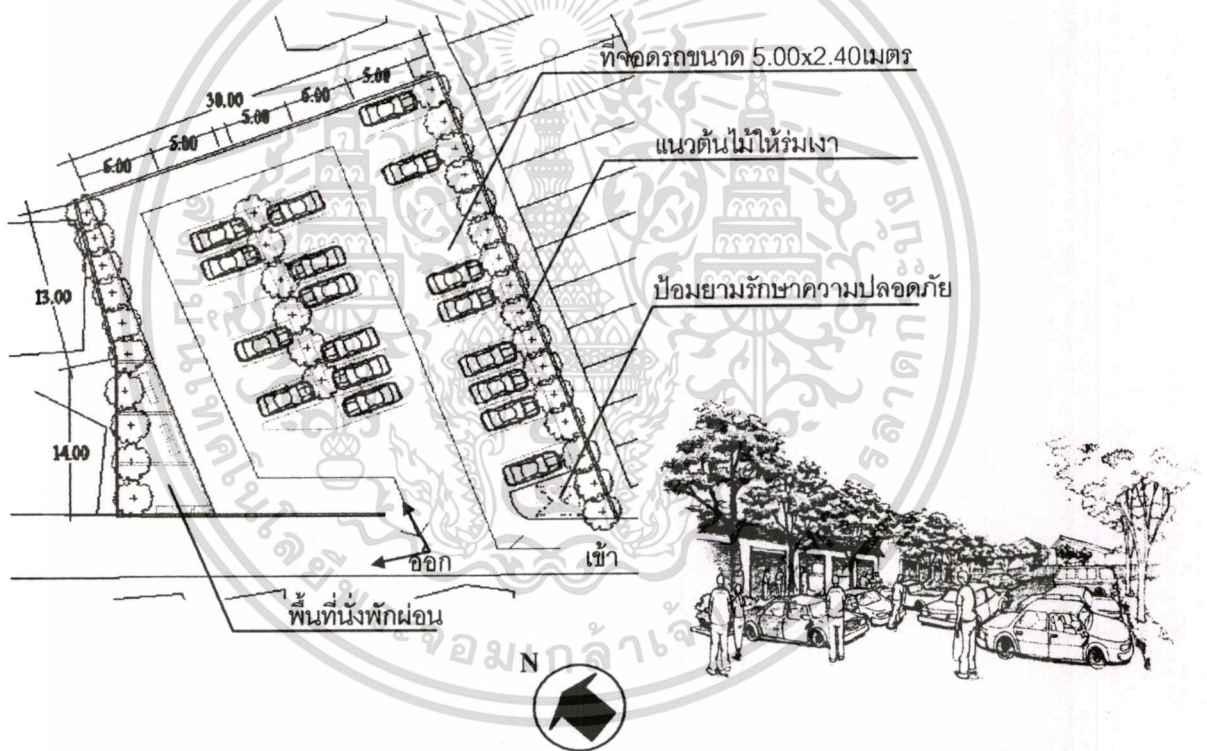 ที่จอดรถขนาด 5.00x2.40เมตร
5.00
30.00
6.00
5.00
5.00
6.00
แนวต้นไม้ให้ร่มเงา
ป้อมยามรักษาความปลอดภัย
13.00
14.00
ออก
เข้า
พื้นที่นั่งพักผ่อน
N